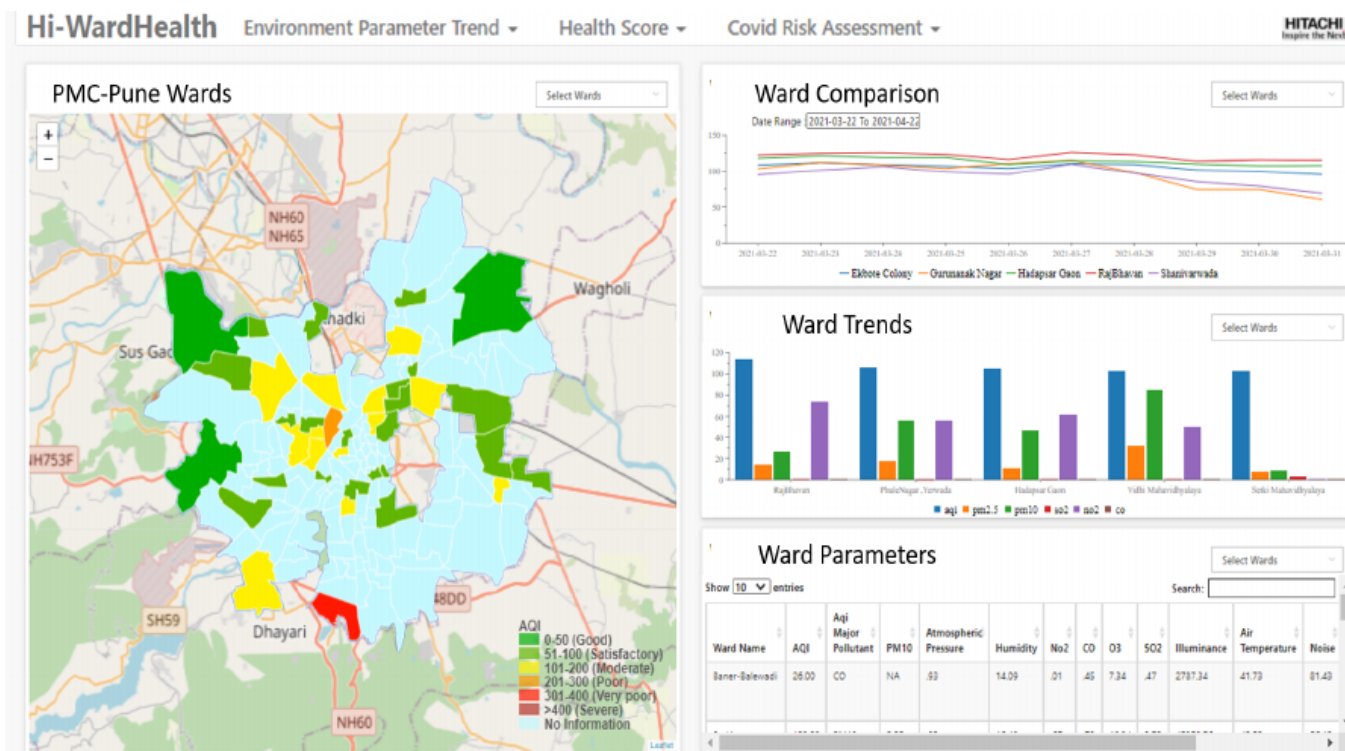 Hi-WardHealth Environment Parameter Trend Health Score Covid Risk Assessment
HITACHI
Inspire the Next
PMC-Pune Wards
Select Wards
+
−
NH60
NH65
Wagholi
Sus Gao
NH753F
SH59
Dhayari
48DD
NH60
AQI
0-50 (Good)
51-100 (Satisfactory)
101-200 (Moderate)
201-300 (Poor)
301-400 (Very poor)
>400 (Severe)
No Information
Leaflet
Ward Comparison
Select Wards
Date Range : 2021-03-22 To 2021-04-22
150
100
50
0
2021-03-22 2021-03-23 2021-03-24 2021-03-25 2021-03-26 2021-03-27 2021-03-28 2021-03-29 2021-03-30 2021-03-31
Ekbote Colony Gurunanak Nagar Hadapsar Gaon RajBhavan Shanivarwada
Ward Trends
Select Wards
120
100
80
60
40
20
0
RajBhavan PhuleNagar ,Yerwada Hadapsar Gaon Vidhi Mahavidhyalaya Setki Mahavidhyalaya
aqi pm2.5 pm10 so2 no2 co
Ward Parameters
Select Wards
Show 10 entries
Search:
Ward Name AQI Aqi Major Pollutant PM10 Atmospheric Pressure Humidity No2 CO O3 SO2 Illuminance Air Temperature Noise
Baner-Balewadi 26.00 CO NA .93 14.09 .01 .45 7.34 .47 2787.34 41.73 81.43